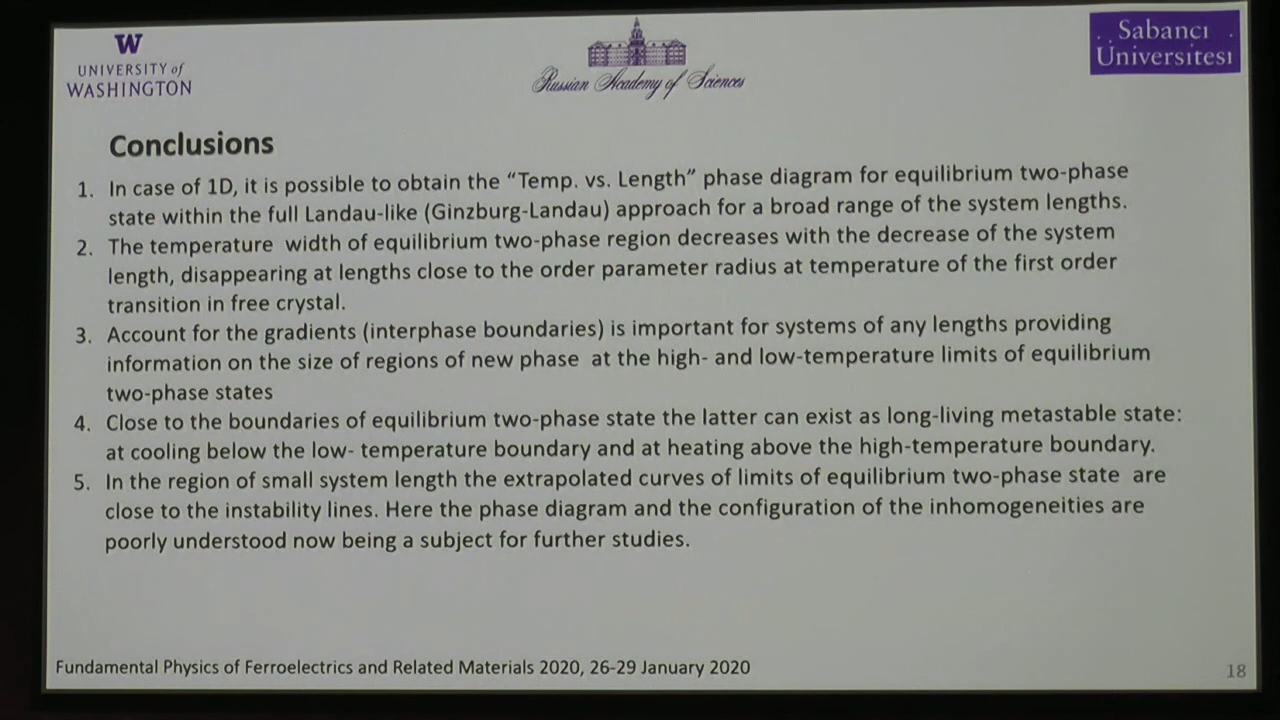 W
UNIVERSITY of
WASHINGTON
Russian Academy of Sciences
Sabancı
Üniversitesi
Conclusions
1. In case of 1D, it is possible to obtain the “Temp. vs. Length” phase diagram for equilibrium two-phase
state within the full Landau-like (Ginzburg-Landau) approach for a broad range of the system lengths.
2. The temperature width of equilibrium two-phase region decreases with the decrease of the system
length, disappearing at lengths close to the order parameter radius at temperature of the first order
transition in free crystal.
3. Account for the gradients (interphase boundaries) is important for systems of any lengths providing
information on the size of regions of new phase at the high- and low-temperature limits of equilibrium
two-phase states
4. Close to the boundaries of equilibrium two-phase state the latter can exist as long-living metastable state:
at cooling below the low- temperature boundary and at heating above the high-temperature boundary.
5. In the region of small system length the extrapolated curves of limits of equilibrium two-phase state are
close to the instability lines. Here the phase diagram and the configuration of the inhomogeneities are
poorly understood now being a subject for further studies.
Fundamental Physics of Ferroelectrics and Related Materials 2020, 26-29 January 2020
18